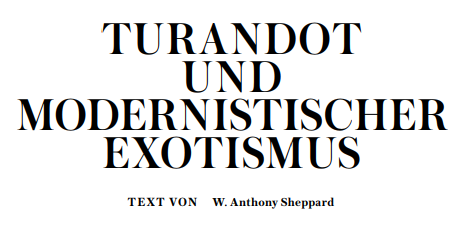 TURANDOT
UND
MODERNISTISCHER
EXOTISMUS
TEXT VON W. Anthony Sheppard